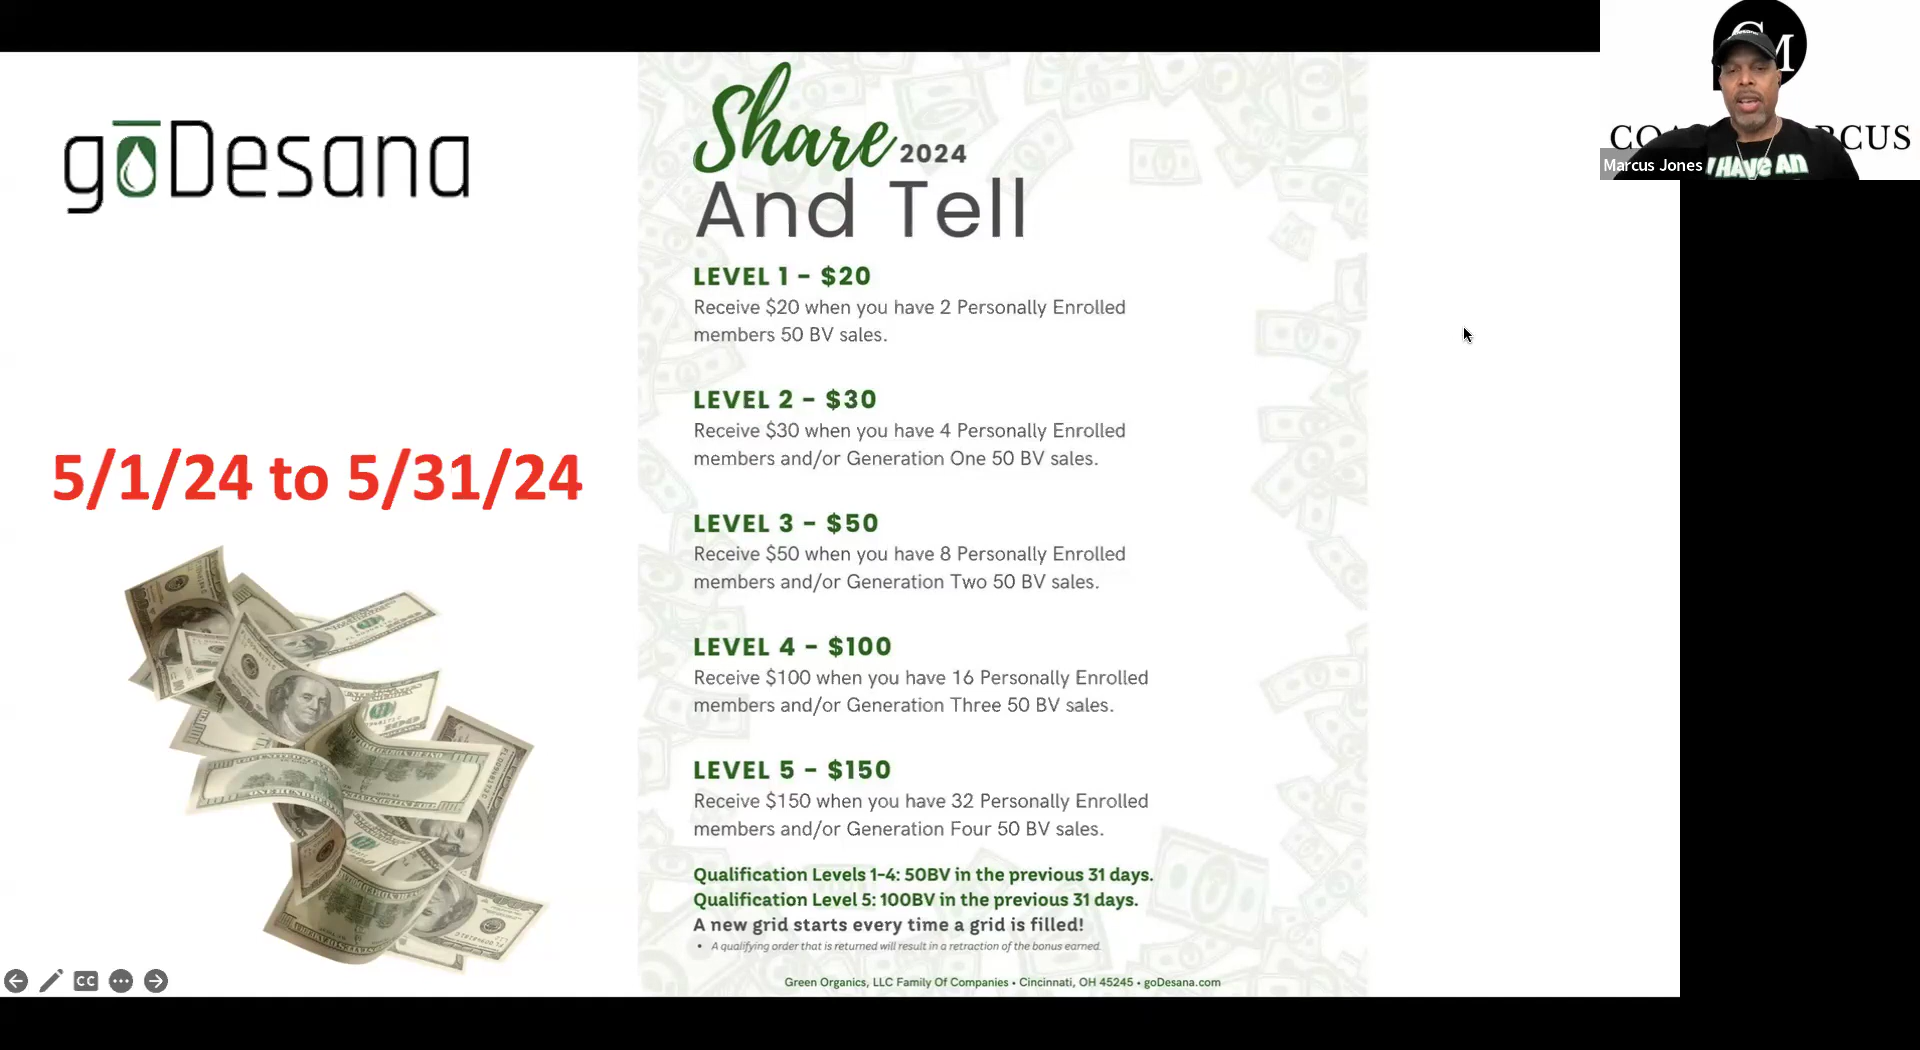 gōDesana
5/1/24 to 5/31/24
Share 2024
And Tell
LEVEL 1 - $20
Receive $20 when you have 2 Personally Enrolled
members 50 BV sales.
LEVEL 2 - $30
Receive $30 when you have 4 Personally Enrolled
members and/or Generation One 50 BV sales.
LEVEL 3 - $50
Receive $50 when you have 8 Personally Enrolled
members and/or Generation Two 50 BV sales.
LEVEL 4 - $100
Receive $100 when you have 16 Personally Enrolled
members and/or Generation Three 50 BV sales.
LEVEL 5 - $150
Receive $150 when you have 32 Personally Enrolled
members and/or Generation Four 50 BV sales.
Qualification Levels 1-4: 50BV in the previous 31 days.
Qualification Level 5: 100BV in the previous 31 days.
A new grid starts every time a grid is filled!
• A qualifying order that is returned will result in a retraction of the bonus earned.
Green Organics, LLC Family Of Companies • Cincinnati, OH 45245 • goDesana.com
CC
Marcus Jones
I HAVE AN